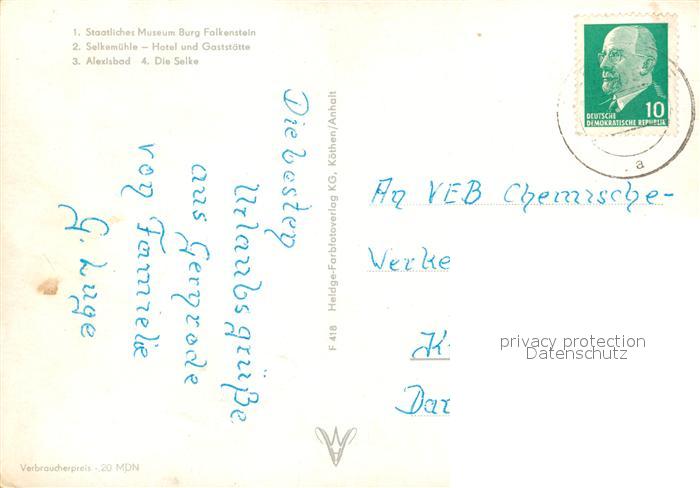 1. Staatliches Museum Burg Falkenstein
2. Selkemühle – Hotel und Gaststätte
3. Alexisbad 4. Die Selke
Die besten
Urlaubsgrüße
aus Gernrode
von Familie
G. Luge
F 418 Heldge-Farbfotoverlag KG, Köthen/Anhalt
10
DEUTSCHE
DEMOKRATISCHE REPUBLIK
a
An VEB Chemische-
Werke
privacy protection
Datenschutz
Verbraucherpreis -,20 MDN